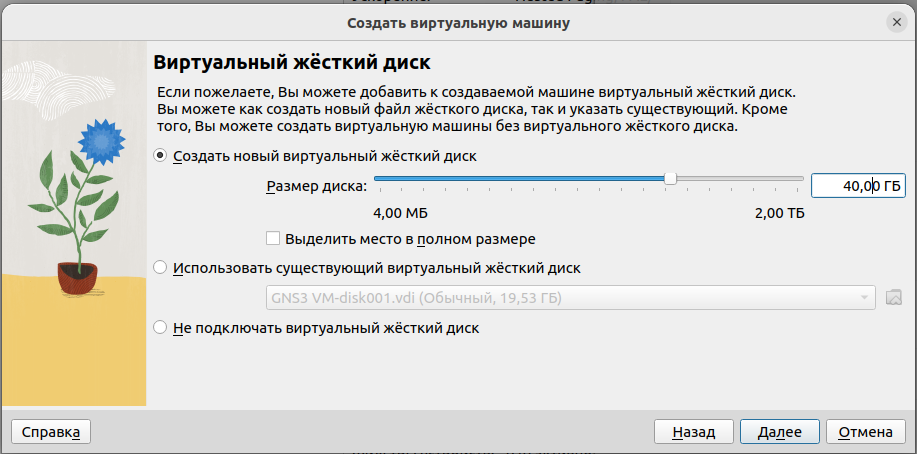 Создать виртуальную машину
Виртуальный жёсткий диск
Если пожелаете, Вы можете добавить к создаваемой машине виртуальный жёсткий диск.
Вы можете как создать новый файл жёсткого диска, так и указать существующий. Кроме
того, Вы можете создать виртуальную машины без виртуального жёсткого диска.
Создать новый виртуальный жёсткий диск
Размер диска:
40,00 ГБ
4,00 МБ
2,00 ТБ
Выделить место в полном размере
Использовать существующий виртуальный жёсткий диск
GNS3 VM-disk001.vdi (Обычный, 19,53 ГБ)
Не подключать виртуальный жёсткий диск
Справка
Назад
Далее
Отмена